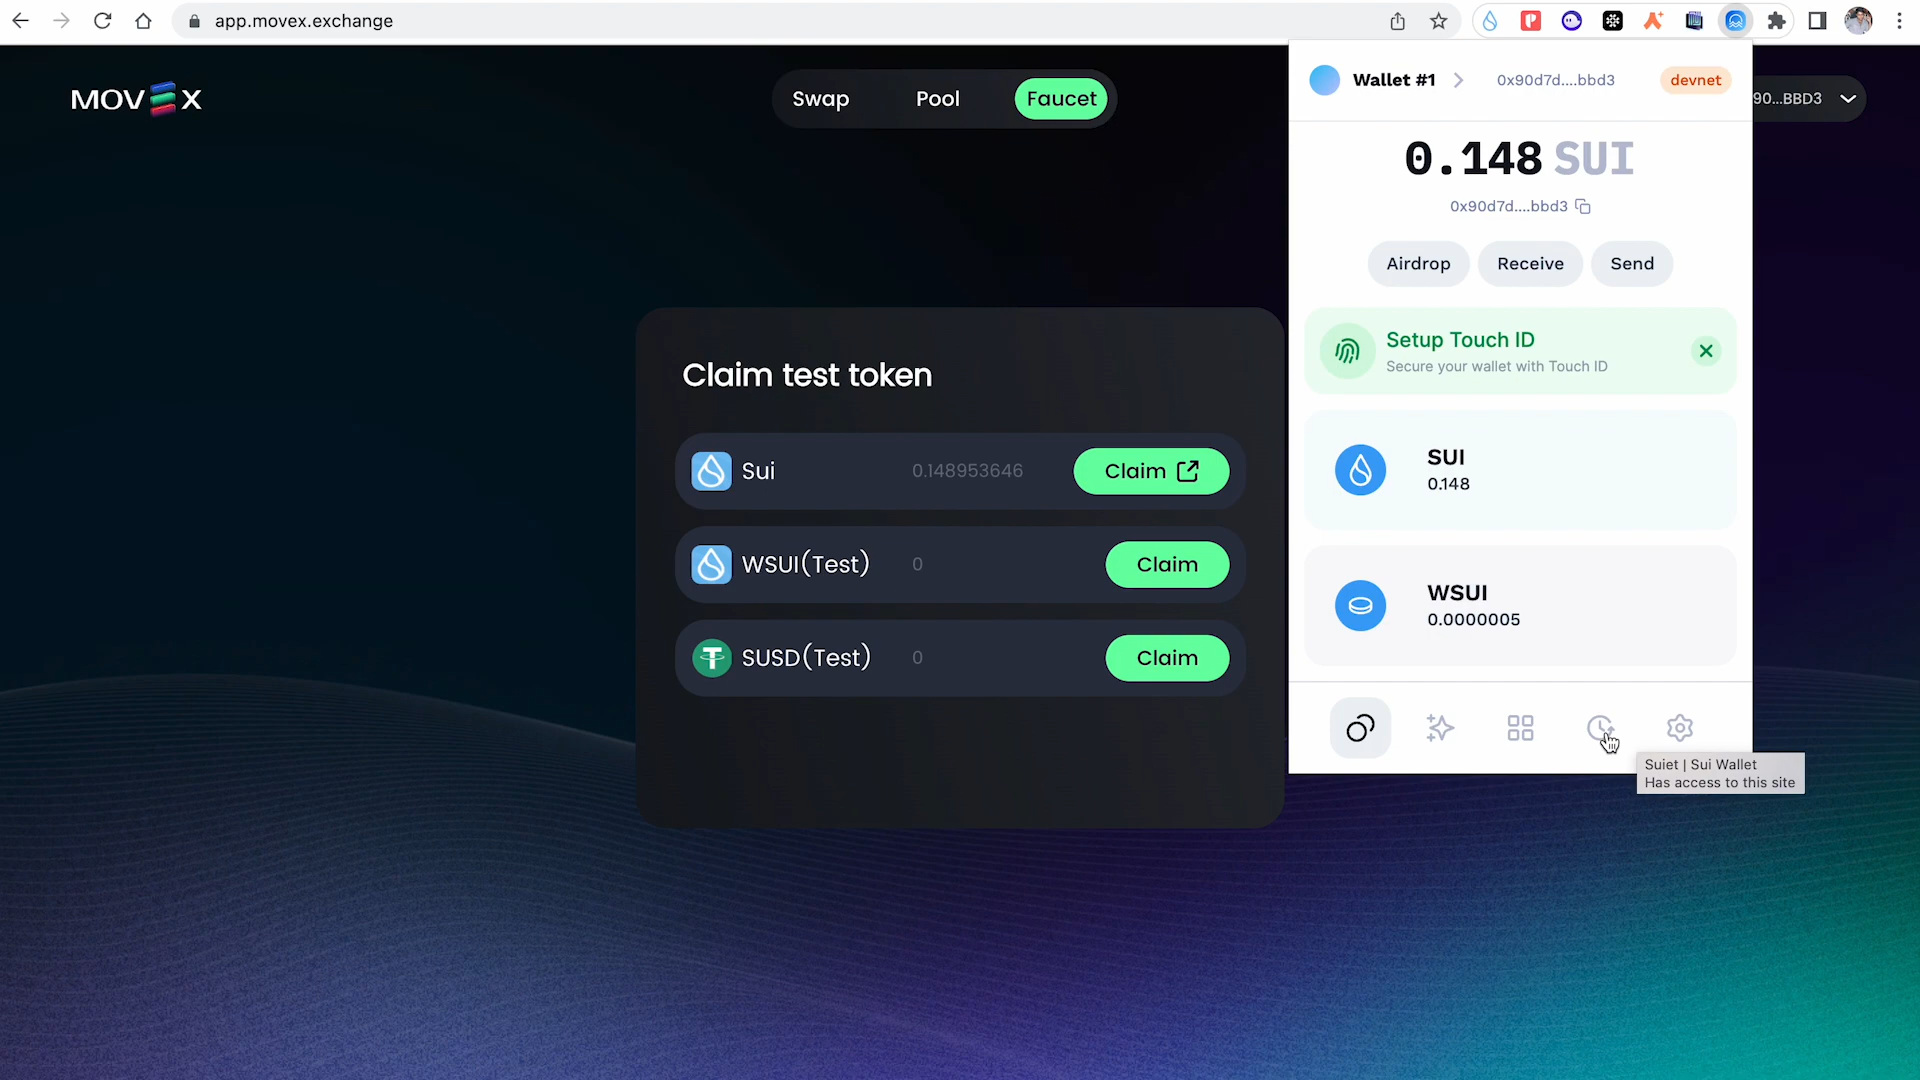 app.movex.exchange
MOVEX
Swap
Pool
Faucet
90...BBD3
Wallet #1
0x90d7d....bbd3
devnet
0.148 SUI
0x90d7d....bbd3
Airdrop
Receive
Send
Setup Touch ID
Secure your wallet with Touch ID
SUI
0.148
WSUI
0.0000005
Suiet | Sui Wallet
Has access to this site
Claim test token
Sui
0.148953646
Claim
WSUI(Test)
0
Claim
SUSD(Test)
0
Claim